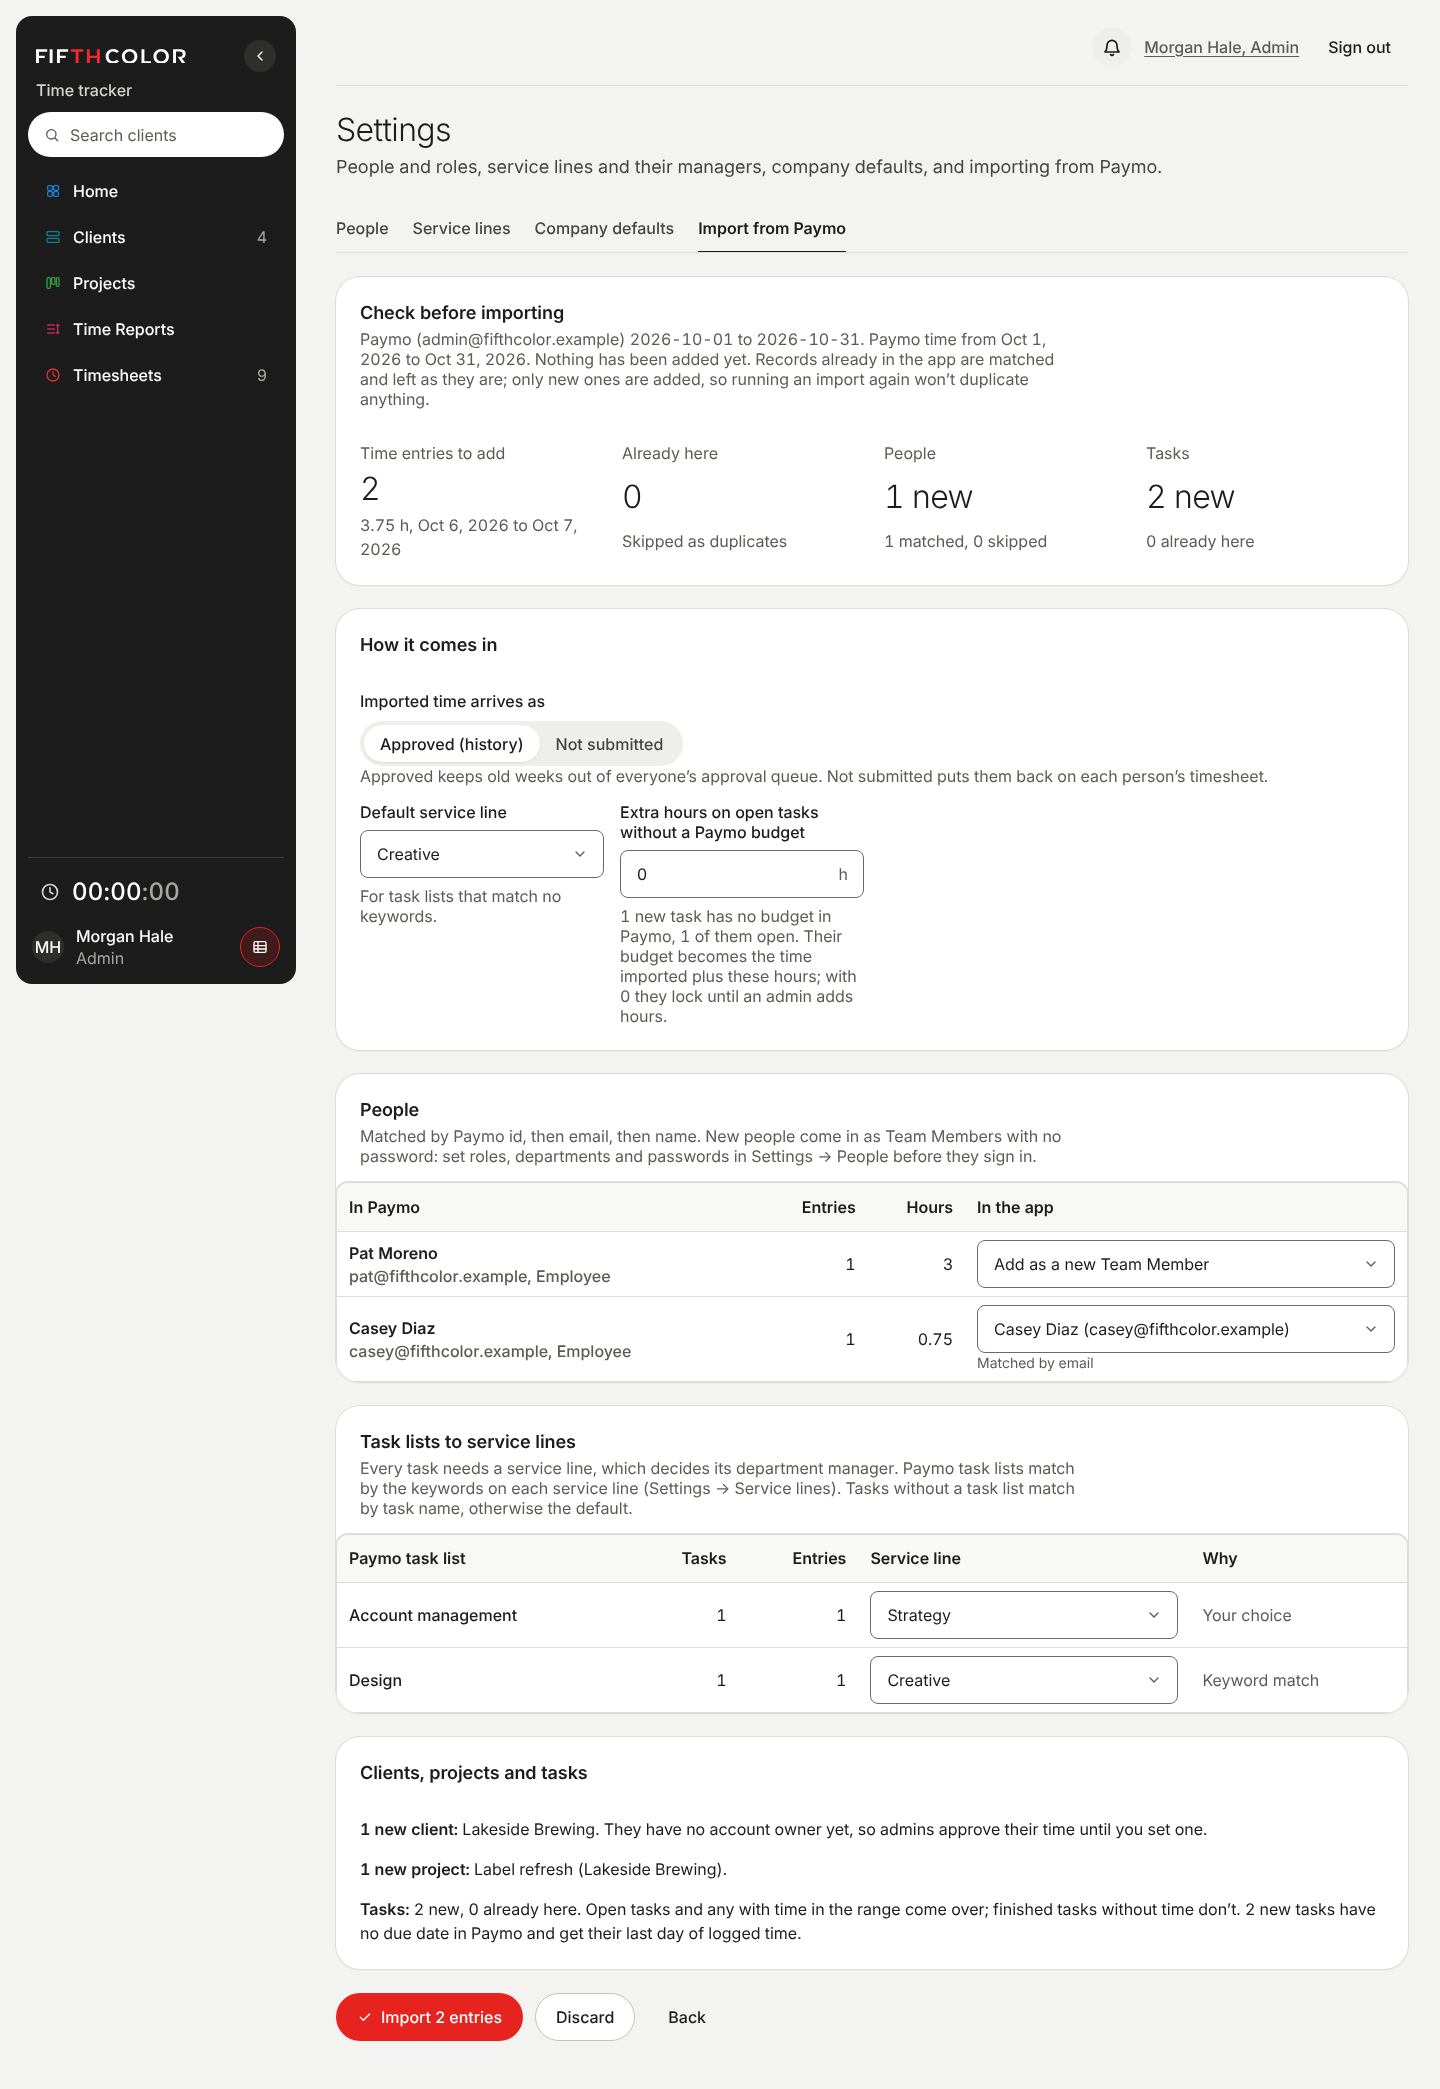 FIFTH COLOR
Time tracker
Search clients
Home
Clients 4
Projects
Time Reports
Timesheets 9
00:00:00
MH
Morgan Hale
Admin
Morgan Hale, Admin
Sign out
Settings
People and roles, service lines and their managers, company defaults, and importing from Paymo.
People Service lines Company defaults Import from Paymo
Check before importing
Paymo (admin@fifthcolor.example) 2026-10-01 to 2026-10-31. Paymo time from Oct 1,
2026 to Oct 31, 2026. Nothing has been added yet. Records already in the app are matched
and left as they are; only new ones are added, so running an import again won’t duplicate
anything.
Time entries to add
2
3.75 h, Oct 6, 2026 to Oct 7,
2026
Already here
0
Skipped as duplicates
People
1 new
1 matched, 0 skipped
Tasks
2 new
0 already here
How it comes in
Imported time arrives as
Approved (history) Not submitted
Approved keeps old weeks out of everyone’s approval queue. Not submitted puts them back on each person’s timesheet.
Default service line
Creative
For task lists that match no
keywords.
Extra hours on open tasks
without a Paymo budget
0 h
1 new task has no budget in
Paymo, 1 of them open. Their
budget becomes the time
imported plus these hours; with
0 they lock until an admin adds
hours.
People
Matched by Paymo id, then email, then name. New people come in as Team Members with no
password: set roles, departments and passwords in Settings → People before they sign in.
In Paymo Entries Hours In the app
Pat Moreno
pat@fifthcolor.example, Employee
1 3 Add as a new Team Member
Casey Diaz
casey@fifthcolor.example, Employee
1 0.75 Casey Diaz (casey@fifthcolor.example)
Matched by email
Task lists to service lines
Every task needs a service line, which decides its department manager. Paymo task lists match
by the keywords on each service line (Settings → Service lines). Tasks without a task list match
by task name, otherwise the default.
Paymo task list Tasks Entries Service line Why
Account management 1 1 Strategy Your choice
Design 1 1 Creative Keyword match
Clients, projects and tasks
1 new client: Lakeside Brewing. They have no account owner yet, so admins approve their time until you set one.
1 new project: Label refresh (Lakeside Brewing).
Tasks: 2 new, 0 already here. Open tasks and any with time in the range come over; finished tasks without time don’t. 2 new tasks have
no due date in Paymo and get their last day of logged time.
Import 2 entries Discard Back